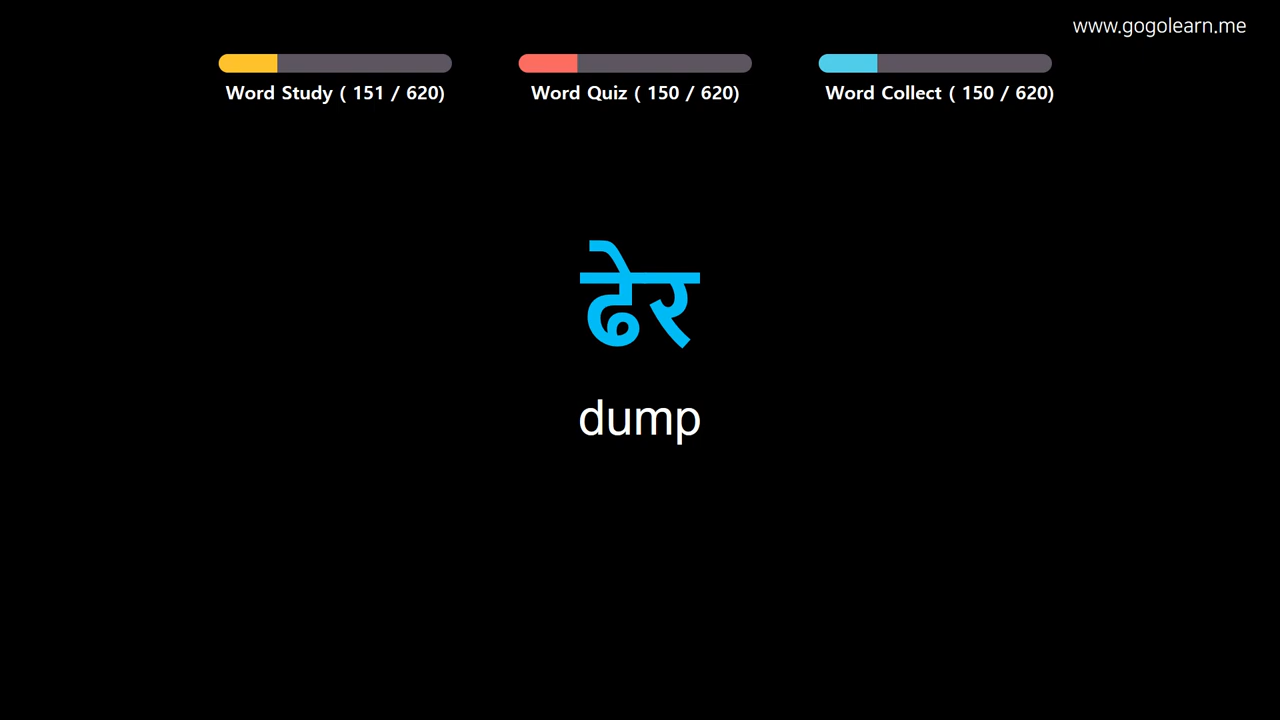 www.gogolearn.me
Word Study ( 151 / 620)
Word Quiz ( 150 / 620)
Word Collect ( 150 / 620)
ढेर
dump